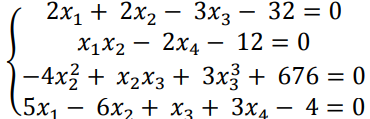 2x₁ + 2x₂ − 3x₃ − 32 = 0
x₁x₂ − 2x₄ − 12 = 0
−4x₂² + x₂x₃ + 3x₃³ + 676 = 0
5x₁ − 6x₂ + x₃ + 3x₄ − 4 = 0